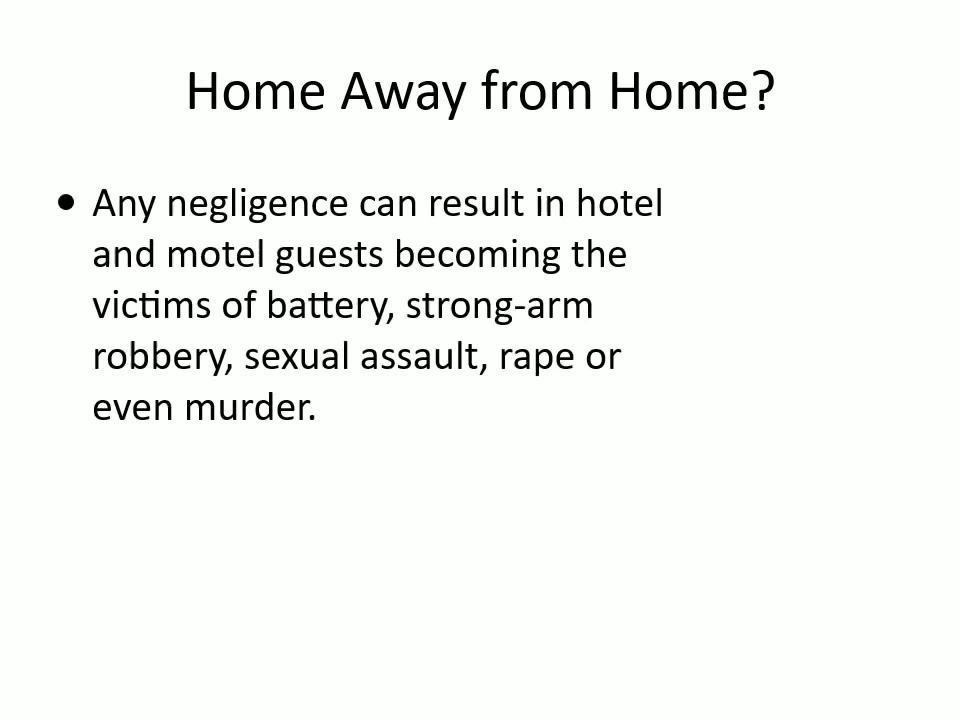 Home Away from Home?
• Any negligence can result in hotel
and motel guests becoming the
victims of battery, strong-arm
robbery, sexual assault, rape or
even murder.